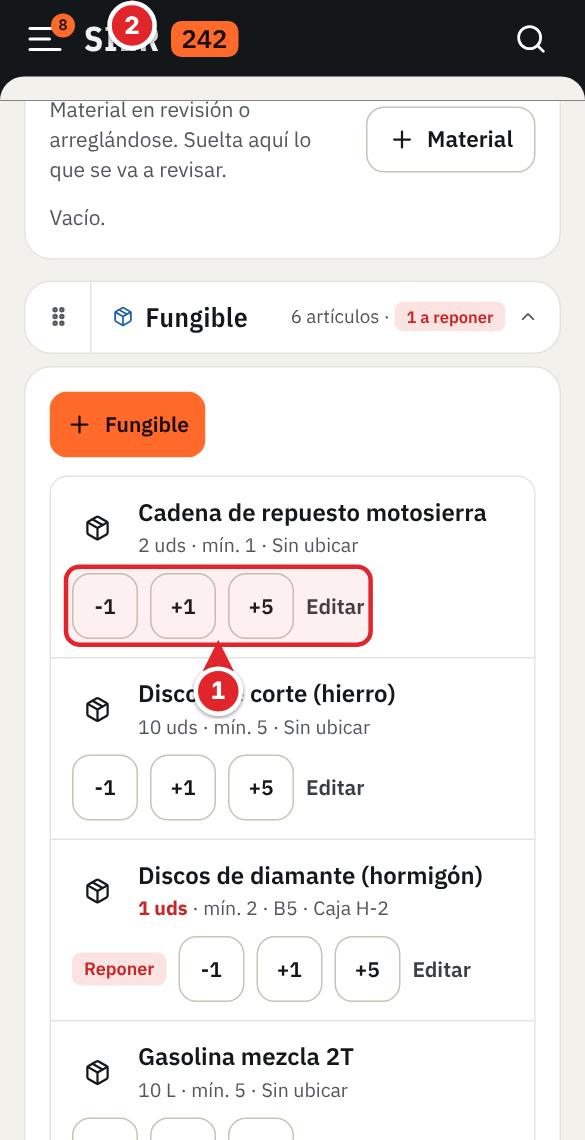 8
2
242
Material en revisión o
arreglándose. Suelta aquí lo
que se va a revisar.
+ Material
Vacío.
Fungible 6 artículos · 1 a reponer
+ Fungible
Cadena de repuesto motosierra
2 uds · mín. 1 · Sin ubicar
-1 +1 +5 Editar
1
corte (hierro)
10 uds · mín. 5 · Sin ubicar
-1 +1 +5 Editar
Discos de diamante (hormigón)
1 uds · mín. 2 · B5 · Caja H-2
Reponer -1 +1 +5 Editar
Gasolina mezcla 2T
10 L · mín. 5 · Sin ubicar